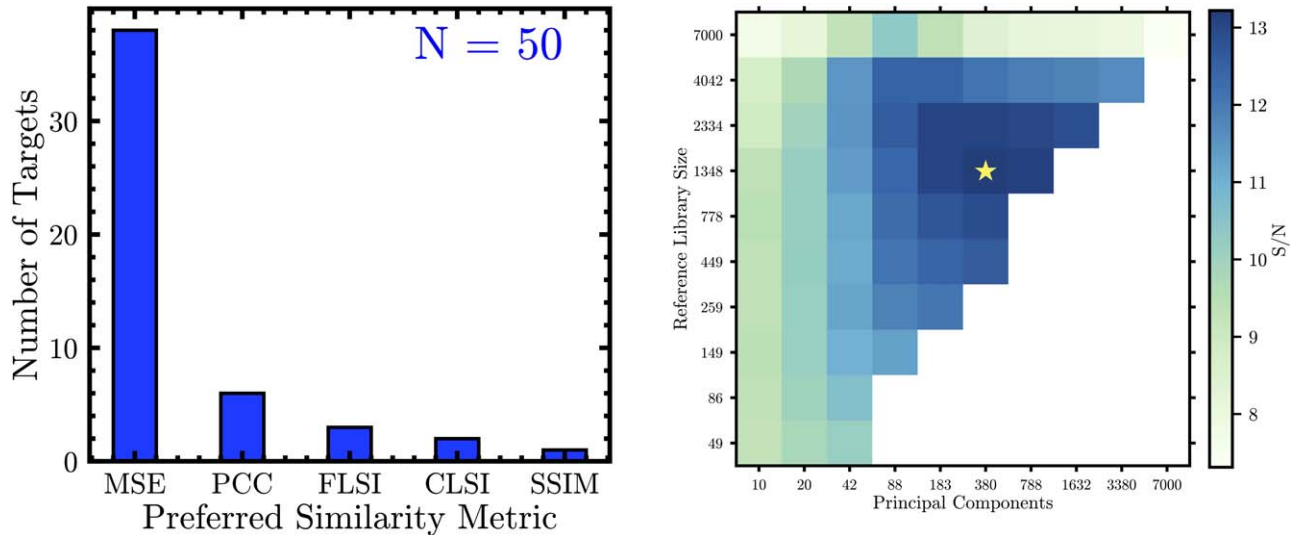 N = 50
Number of Targets
30
20
10
0
MSE PCC FLSI CLSI SSIM
Preferred Similarity Metric
Reference Library Size
7000
4042
2334
1348
778
449
259
149
86
49
10 20 42 88 183 380 788 1632 3380 7000
Principal Components
13
12
11
10
9
8
S/N